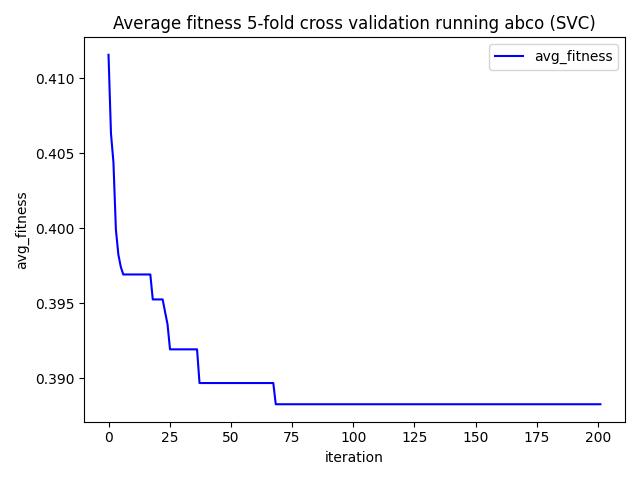 Average fitness 5-fold cross validation running abco (SVC)
avg_fitness
0.410
0.405
0.400
0.395
0.390
avg_fitness
0 25 50 75 100 125 150 175 200
iteration